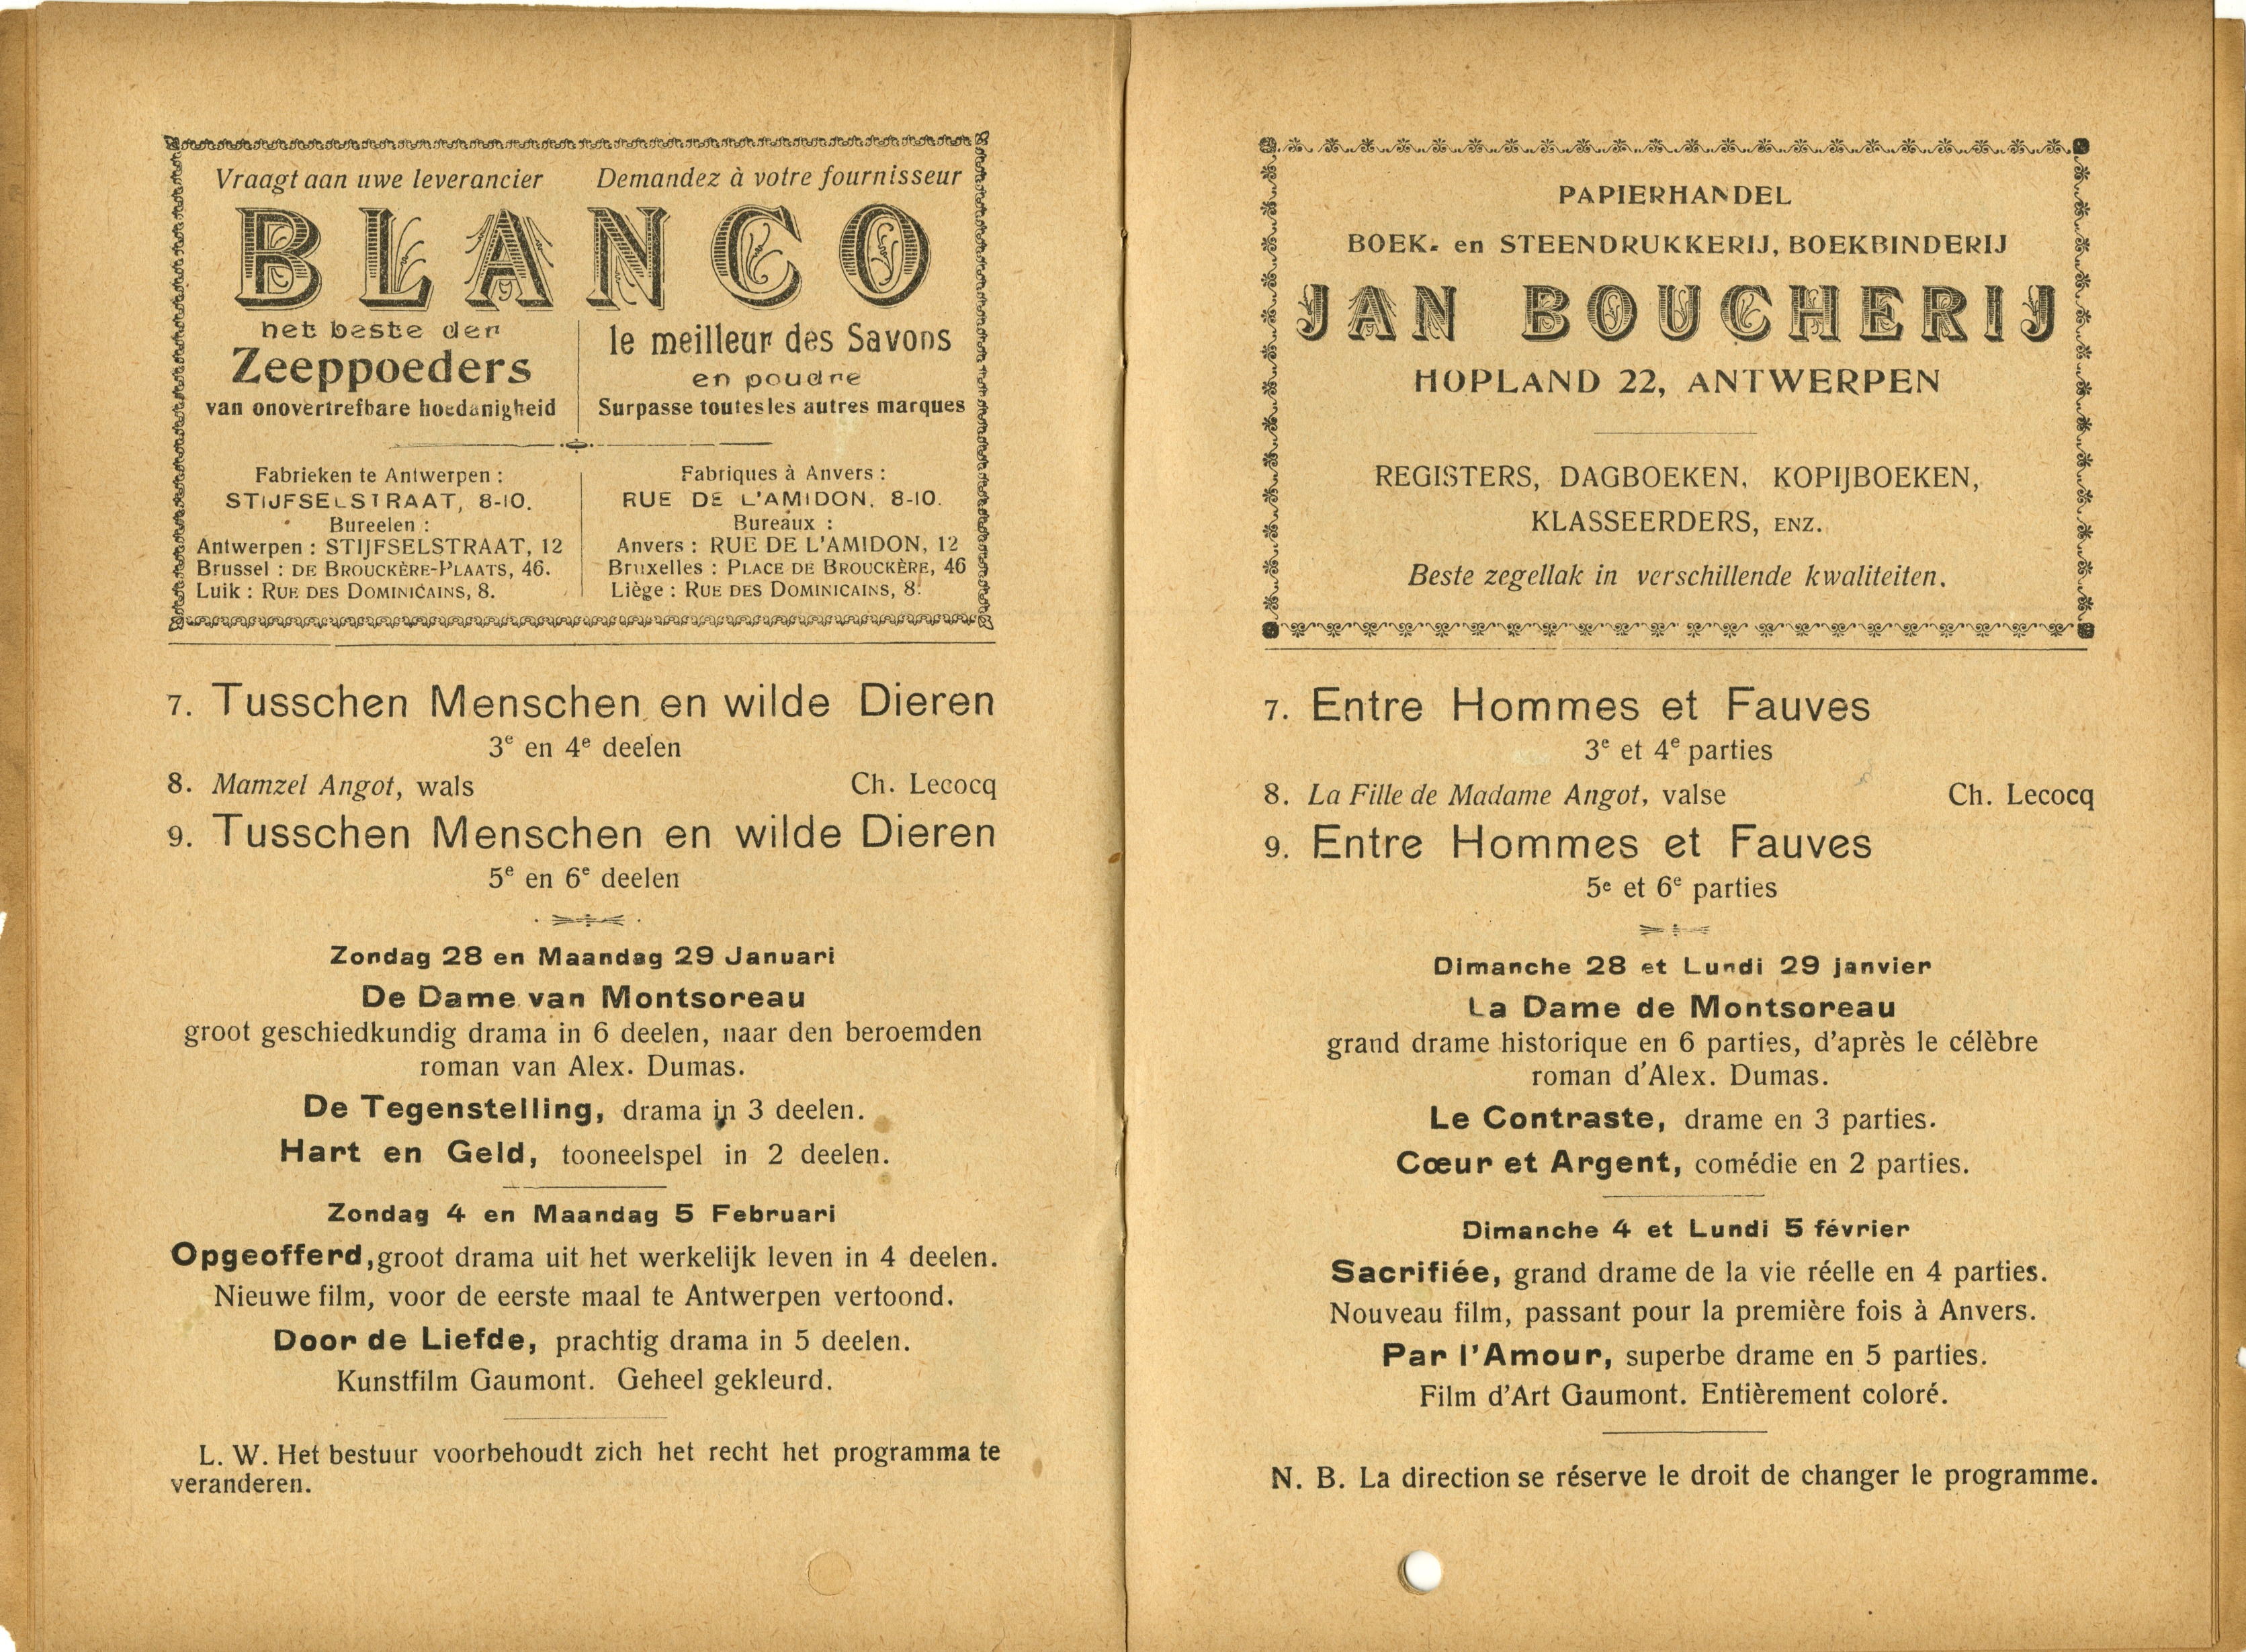 Vraagt aan uwe leverancier
Demandez à votre fournisseur
BLANCO
het beste der
Zeeppoeders
van onovertrefbare hoedanigheid
le meilleur des Savons
en poudre
Surpasse toutes les autres marques
Fabrieken te Antwerpen :
STIJFSELSTRAAT, 8-10.
Bureelen :
Antwerpen : STIJFSELSTRAAT, 12
Brussel : DE BROUCKÈRE-PLAATS, 46.
Luik : RUE DES DOMINICAINS, 8.
Fabriques à Anvers :
RUE DE L'AMIDON, 8-10.
Bureaux :
Anvers : RUE DE L'AMIDON, 12
Bruxelles : PLACE DE BROUCKÈRE, 46
Liège : RUE DES DOMINICAINS, 8.
7. Tusschen Menschen en wilde Dieren
3e en 4e deelen
8. Mamzel Angot, wals Ch. Lecocq
9. Tusschen Menschen en wilde Dieren
5e en 6e deelen
Zondag 28 en Maandag 29 Januari
De Dame van Montsoreau
groot geschiedkundig drama in 6 deelen, naar den beroemden
roman van Alex. Dumas.
De Tegenstelling, drama in 3 deelen.
Hart en Geld, tooneelspel in 2 deelen.
Zondag 4 en Maandag 5 Februari
Opgeofferd, groot drama uit het werkelijk leven in 4 deelen.
Nieuwe film, voor de eerste maal te Antwerpen vertoond.
Door de Liefde, prachtig drama in 5 deelen.
Kunstfilm Gaumont. Geheel gekleurd.
L. W. Het bestuur voorbehoudt zich het recht het programma te
veranderen.
PAPIERHANDEL
BOEK- en STEENDRUKKERIJ, BOEKBINDERIJ
JAN BOUCHERIJ
HOPLAND 22, ANTWERPEN
REGISTERS, DAGBOEKEN, KOPIJBOEKEN,
KLASSEERDERS, ENZ.
Beste zegellak in verschillende kwaliteiten.
7. Entre Hommes et Fauves
3e et 4e parties
8. La Fille de Madame Angot, valse Ch. Lecocq
9. Entre Hommes et Fauves
5e et 6e parties
Dimanche 28 et Lundi 29 janvier
La Dame de Montsoreau
grand drame historique en 6 parties, d'après le célèbre
roman d'Alex. Dumas.
Le Contraste, drame en 3 parties.
Cœur et Argent, comédie en 2 parties.
Dimanche 4 et Lundi 5 février
Sacrifiée, grand drame de la vie réelle en 4 parties.
Nouveau film, passant pour la première fois à Anvers.
Par l'Amour, superbe drame en 5 parties.
Film d'Art Gaumont. Entièrement coloré.
N. B. La direction se réserve le droit de changer le programme.